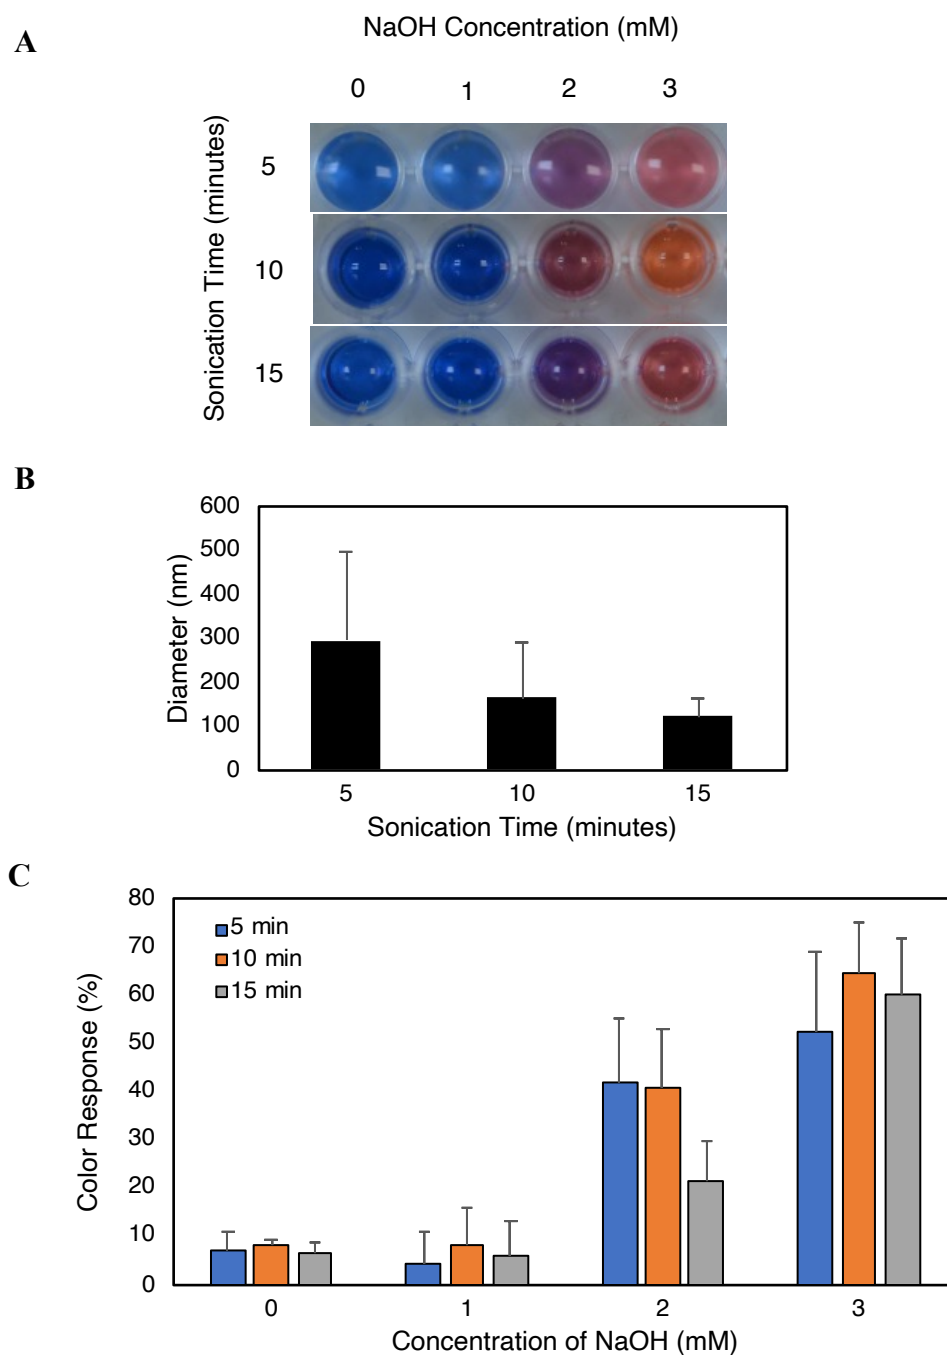 A
NaOH Concentration (mM)
0 1 2 3
Sonication Time (minutes)
5
10
15
B
Diameter (nm)
600
500
400
300
200
100
0
5 10 15
Sonication Time (minutes)
C
Color Response (%)
80
70
60
50
40
30
20
10
0
5 min
10 min
15 min
0 1 2 3
Concentration of NaOH (mM)